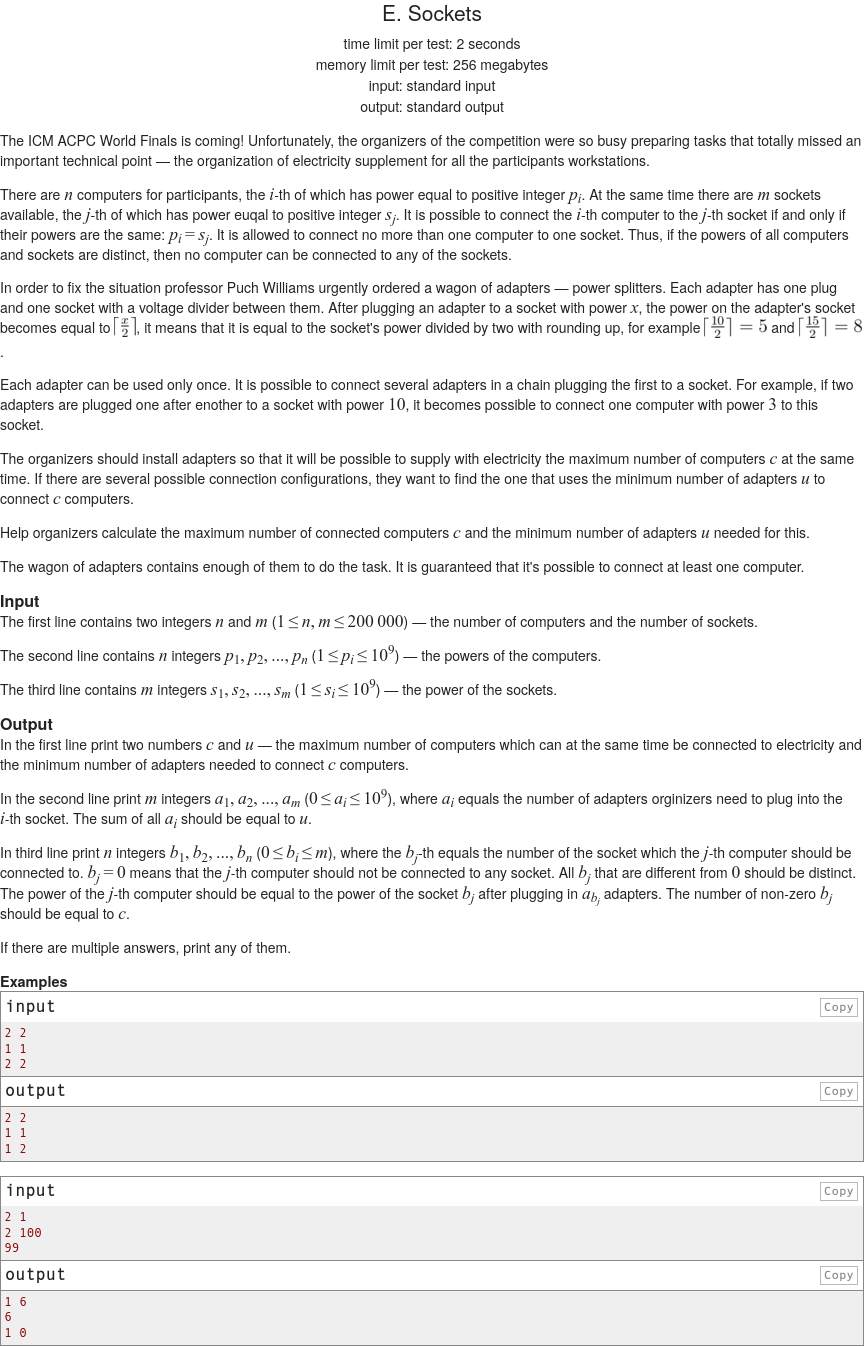 E. Sockets
time limit per test: 2 seconds
memory limit per test: 256 megabytes
input: standard input
output: standard output
The ICM ACPC World Finals is coming! Unfortunately, the organizers of the competition were so busy preparing tasks that totally missed an
important technical point — the organization of electricity supplement for all the participants workstations.
There are n computers for participants, the i-th of which has power equal to positive integer p_i. At the same time there are m sockets
available, the j-th of which has power euqal to positive integer s_j. It is possible to connect the i-th computer to the j-th socket if and only if
their powers are the same: p_i = s_j. It is allowed to connect no more than one computer to one socket. Thus, if the powers of all computers
and sockets are distinct, then no computer can be connected to any of the sockets.
In order to fix the situation professor Puch Williams urgently ordered a wagon of adapters — power splitters. Each adapter has one plug
and one socket with a voltage divider between them. After plugging an adapter to a socket with power x, the power on the adapter's socket
becomes equal to ⌈x/2⌉, it means that it is equal to the socket's power divided by two with rounding up, for example ⌈10/2⌉ = 5 and ⌈15/2⌉ = 8
.
Each adapter can be used only once. It is possible to connect several adapters in a chain plugging the first to a socket. For example, if two
adapters are plugged one after enother to a socket with power 10, it becomes possible to connect one computer with power 3 to this
socket.
The organizers should install adapters so that it will be possible to supply with electricity the maximum number of computers c at the same
time. If there are several possible connection configurations, they want to find the one that uses the minimum number of adapters u to
connect c computers.
Help organizers calculate the maximum number of connected computers c and the minimum number of adapters u needed for this.
The wagon of adapters contains enough of them to do the task. It is guaranteed that it's possible to connect at least one computer.
Input
The first line contains two integers n and m (1 ≤ n, m ≤ 200 000) — the number of computers and the number of sockets.
The second line contains n integers p_1, p_2, ..., p_n (1 ≤ p_i ≤ 10^9) — the powers of the computers.
The third line contains m integers s_1, s_2, ..., s_m (1 ≤ s_i ≤ 10^9) — the power of the sockets.
Output
In the first line print two numbers c and u — the maximum number of computers which can at the same time be connected to electricity and
the minimum number of adapters needed to connect c computers.
In the second line print m integers a_1, a_2, ..., a_m (0 ≤ a_i ≤ 10^9), where a_i equals the number of adapters orginizers need to plug into the
i-th socket. The sum of all a_i should be equal to u.
In third line print n integers b_1, b_2, ..., b_n (0 ≤ b_i ≤ m), where the b_j-th equals the number of the socket which the j-th computer should be
connected to. b_j = 0 means that the j-th computer should not be connected to any socket. All b_j that are different from 0 should be distinct.
The power of the j-th computer should be equal to the power of the socket b_j after plugging in a_{b_j} adapters. The number of non-zero b_j
should be equal to c.
If there are multiple answers, print any of them.
Examples
input
Copy
2 2
1 1
2 2
output
Copy
2 2
1 1
1 2
input
Copy
2 1
2 100
99
output
Copy
1 6
6
1 0